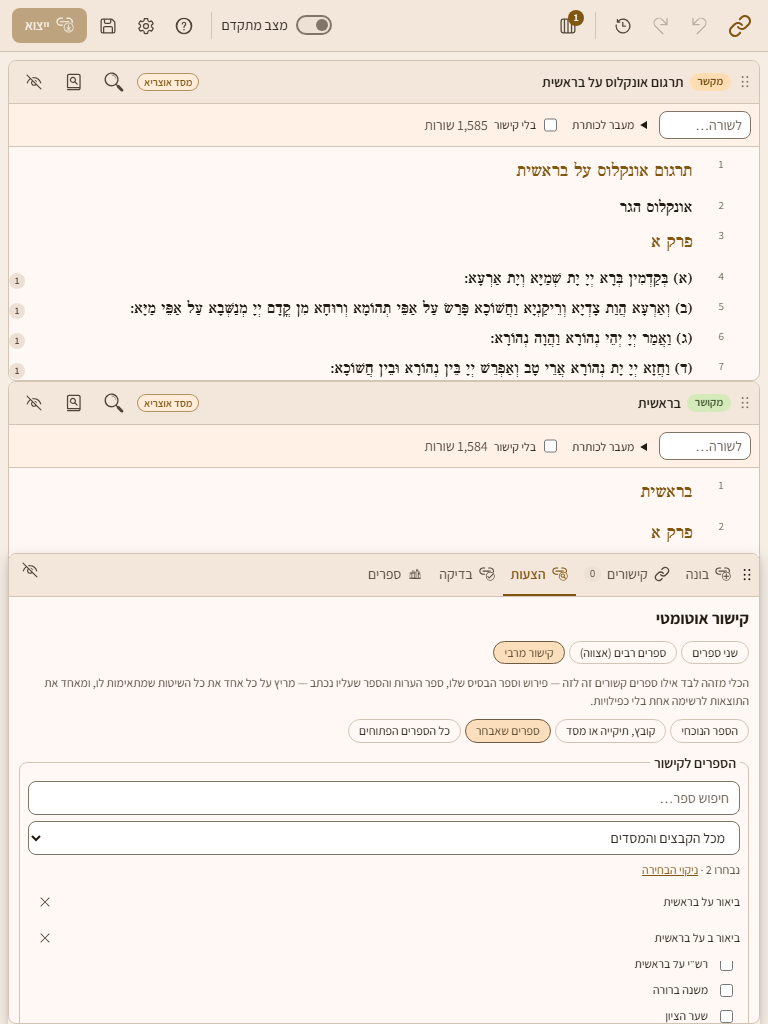 1 מצב מתקדם ייצוא
מקשר תרגום אונקלוס על בראשית מסד אוצריא
לשורה... מעבר לכותרת בלי קישור 1,585 שורות
1 תרגום אונקלוס על בראשית
2 אונקלוס הגר
3 פרק א
4 (א) בְּקַדְמִין בְּרָא יְיָ יָת שְׁמַיָּא וְיָת אַרְעָא: 1
5 (ב) וְאַרְעָא הֲוַת צָדְיָא וְרֵיקַנְיָא וַחֲשׁוֹכָא פָּרֵשׂ עַל אַפֵּי תְהוֹמָא וְרוּחָא מִן קֳדָם יְיָ מְנַשְּׁבָא עַל אַפֵּי מַיָּא: 1
6 (ג) וַאֲמַר יְיָ יְהֵי נְהוֹרָא וַהֲוָה נְהוֹרָא: 1
7 (ד) וַחֲזָא יְיָ יָת נְהוֹרָא אֲרֵי טָב וְאַפְרֵשׁ יְיָ בֵּין נְהוֹרָא וּבֵין חֲשׁוֹכָא: 1
מקושר בראשית מסד אוצריא
לשורה... מעבר לכותרת בלי קישור 1,584 שורות
1 בראשית
2 פרק א
בונה קישורים 0 הצעות בדיקה ספרים
קישור אוטומטי
שני ספרים ספרים רבים (אצווה) קישור מרבי
הכלי מזהה לבד אילו ספרים קשורים זה לזה — פירוש וספר הבסיס שלו, ספר הערות והספר שעליו נכתב — מריץ על כל אחד את כל השיטות שמתאימות לו, ומאחד את
התוצאות לרשימה אחת בלי כפילויות.
הספר הנוכחי קובץ, תיקייה או מסד ספרים שאבחר כל הספרים הפתוחים
הספרים לקישור
חיפוש ספר...
מכל הקבצים והמסדים
נבחרו 2 · ניקוי הבחירה
ביאור על בראשית
ביאור ב על בראשית
רש״י על בראשית
משנה ברורה
שער הציון